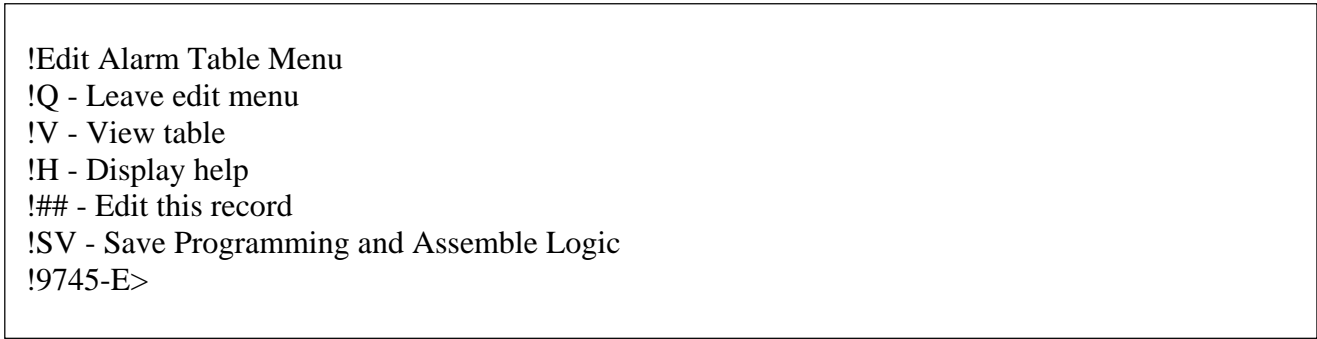 !Edit Alarm Table Menu
!Q - Leave edit menu
!V - View table
!H - Display help
!## - Edit this record
!SV - Save Programming and Assemble Logic
!9745-E>